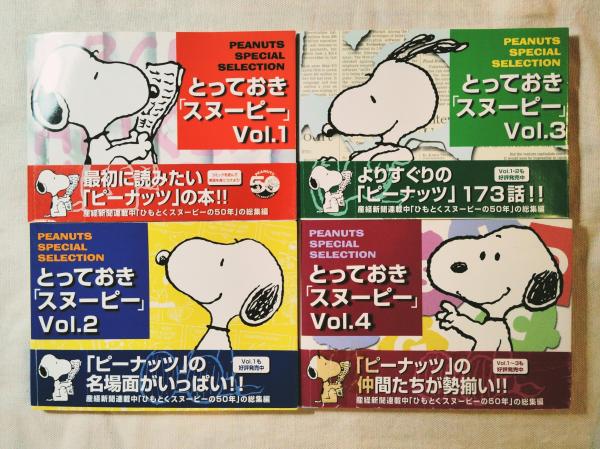 PEANUTS
SPECIAL
SELECTION
とっておき
「スヌーピー」
Vol.1
最初に読みたい
「ピーナッツ」の本!!
産経新聞連載中「ひもとくスヌーピーの50年」の総集編
PEANUTS
SPECIAL
SELECTION
とっておき
「スヌーピー」
Vol.3
よりすぐりの
「ピーナッツ」173話!!
Vol.1・2も
好評発売中
産経新聞連載中「ひもとくスヌーピーの50年」の総集編
PEANUTS
SPECIAL
SELECTION
とっておき
「スヌーピー」
Vol.2
「ピーナッツ」の
名場面がいっぱい!!
Vol.1も
好評発売中
産経新聞連載中「ひもとくスヌーピーの50年」の総集編
PEANUTS
SPECIAL
SELECTION
とっておき
「スヌーピー」
Vol.4
「ピーナッツ」の
仲間たちが勢揃い!!
Vol.1〜3も
好評発売中
産経新聞連載中「ひもとくスヌーピーの50年」の総集編